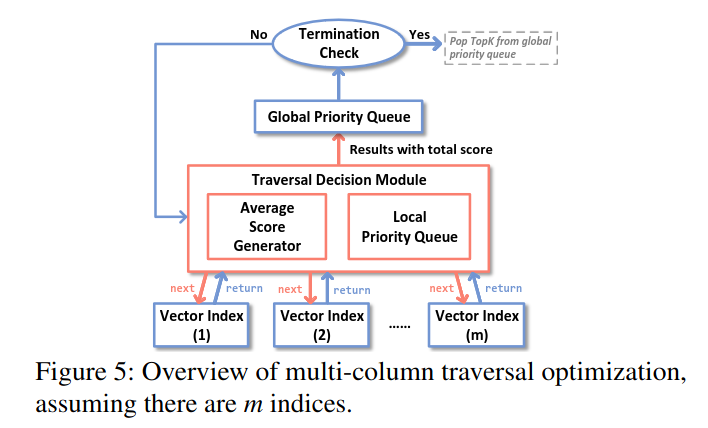 No
Termination
Check
Yes
Pop TopK from global
priority queue
Global Priority Queue
Results with total score
Traversal Decision Module
Average
Score
Generator
Local
Priority Queue
next
return
next
return
next
return
Vector Index
(1)
Vector Index
(2)
......
Vector Index
(m)
Figure 5: Overview of multi-column traversal optimization,
assuming there are m indices.